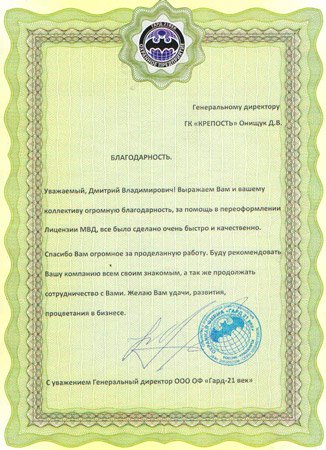 Генеральному директору
ГК «КРЕПОСТЬ» Онищук Д.В.
БЛАГОДАРНОСТЬ.
Уважаемый, Дмитрий Владимирович! Выражаем Вам и вашему
коллективу огромную благодарность, за помощь в переоформлении
Лицензии МВД, все было сделано очень быстро и качественно.
Спасибо Вам огромное за проделанную работу. Буду рекомендовать
Вашу компанию всем своим знакомым, а так же продолжать
сотрудничество с Вами. Желаю Вам удачи, развития,
процветания в бизнесе.
С уважением Генеральный директор ООО ОФ «Гард-21 век»